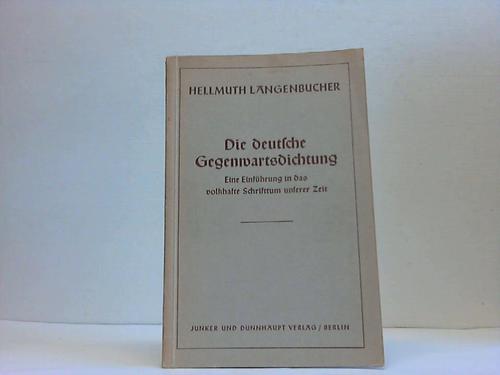 HELLMUTH LANGENBUCHER
Die deutsche
Gegenwartsdichtung
Eine Einführung in das
volkhafte Schrifttum unserer Zeit
JUNKER UND DÜNNHAUPT VERLAG / BERLIN